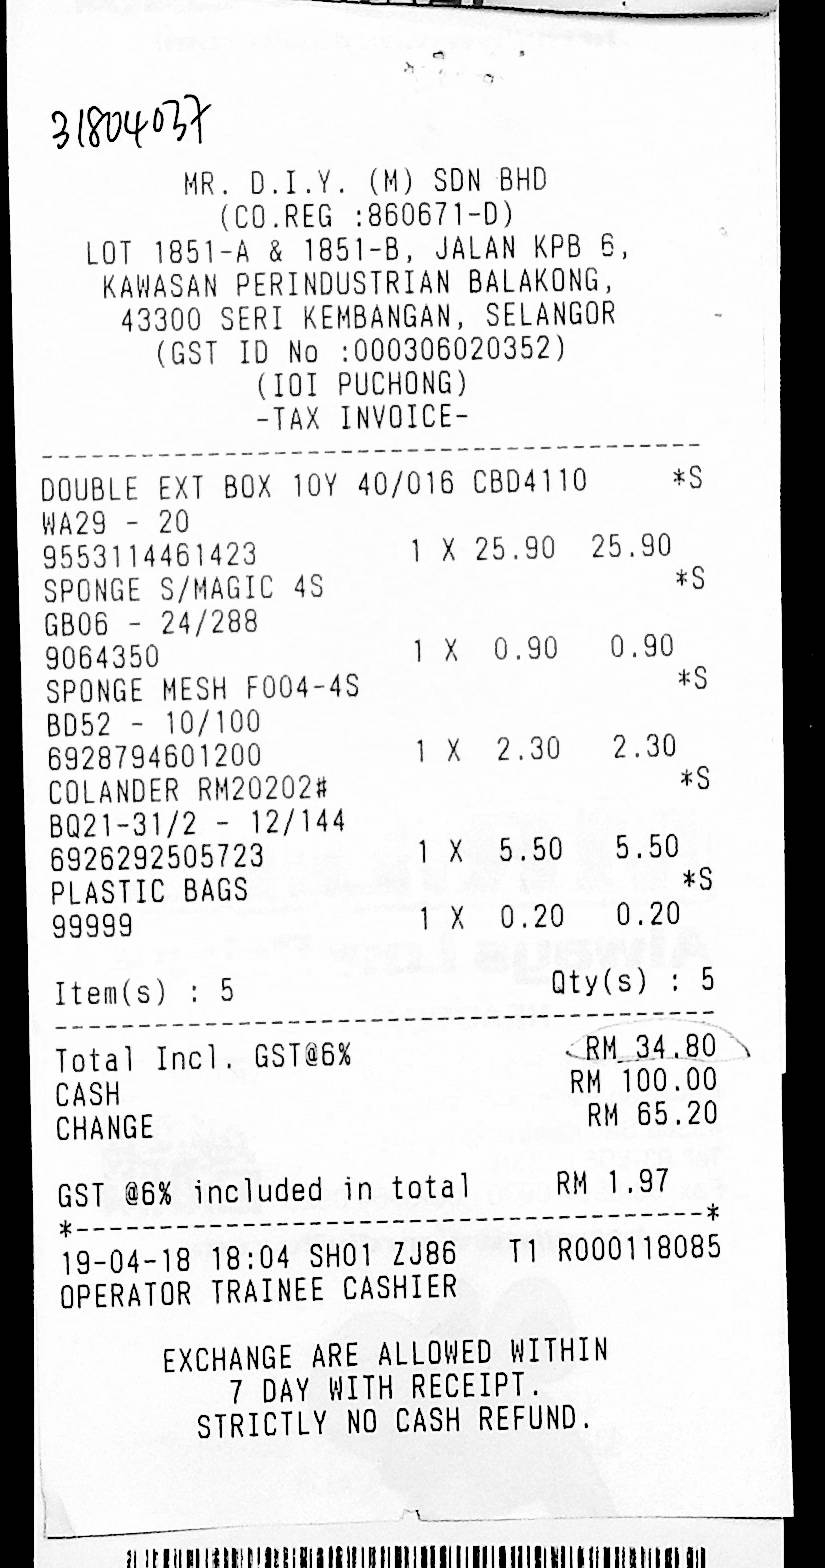 31804037
MR. D.I.Y. (M) SDN BHD
(CO.REG :860671-D)
LOT 1851-A & 1851-B, JALAN KPB 6,
KAWASAN PERINDUSTRIAN BALAKONG,
43300 SERI KEMBANGAN, SELANGOR
(GST ID No :000306020352)
(IOI PUCHONG)
-TAX INVOICE-
DOUBLE EXT BOX 10Y 40/016 CBD4110 *S
WA29 - 20
9553114461423 1 X 25.90 25.90
SPONGE S/MAGIC 4S *S
GB06 - 24/288
9064350 1 X 0.90 0.90
SPONGE MESH F004-4S *S
BD52 - 10/100
6928794601200 1 X 2.30 2.30
COLANDER RM20202# *S
BQ21-31/2 - 12/144
6926292505723 1 X 5.50 5.50
PLASTIC BAGS *S
99999 1 X 0.20 0.20
Item(s) : 5 Qty(s) : 5
Total Incl. GST@6% RM 34.80
CASH RM 100.00
CHANGE RM 65.20
GST @6% included in total RM 1.97
*--------------------------------------*
19-04-18 18:04 SH01 ZJ86 T1 R000118085
OPERATOR TRAINEE CASHIER
EXCHANGE ARE ALLOWED WITHIN
7 DAY WITH RECEIPT.
STRICTLY NO CASH REFUND.